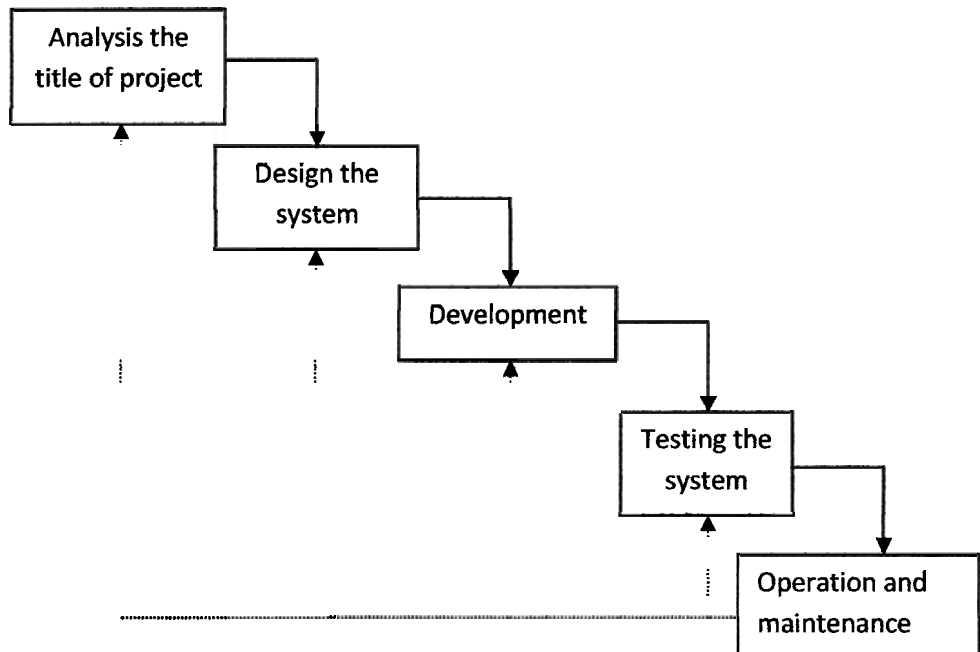 Analysis the
title of project
Design the
system
Development
Testing the
system
Operation and
maintenance